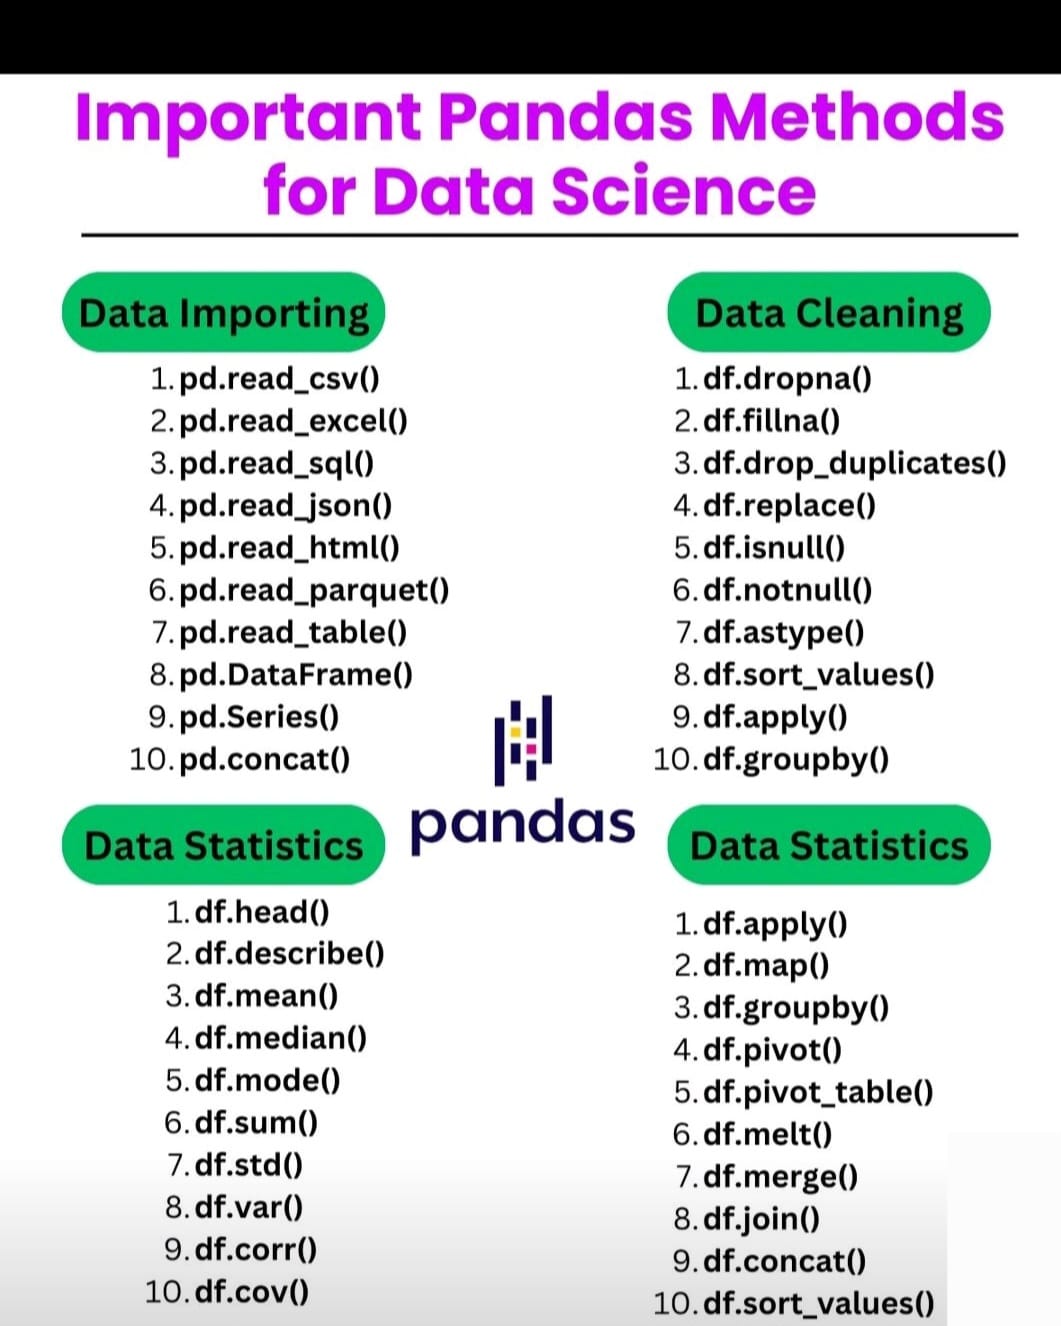 Important Pandas Methods
for Data Science
Data Importing
1. pd.read_csv()
2. pd.read_excel()
3. pd.read_sql()
4. pd.read_json()
5. pd.read_html()
6. pd.read_parquet()
7. pd.read_table()
8. pd.DataFrame()
9. pd.Series()
10. pd.concat()
Data Cleaning
1. df.dropna()
2. df.fillna()
3. df.drop_duplicates()
4. df.replace()
5. df.isnull()
6. df.notnull()
7. df.astype()
8. df.sort_values()
9. df.apply()
10. df.groupby()
pandas
Data Statistics
1. df.head()
2. df.describe()
3. df.mean()
4. df.median()
5. df.mode()
6. df.sum()
7. df.std()
8. df.var()
9. df.corr()
10. df.cov()
Data Statistics
1. df.apply()
2. df.map()
3. df.groupby()
4. df.pivot()
5. df.pivot_table()
6. df.melt()
7. df.merge()
8. df.join()
9. df.concat()
10. df.sort_values()